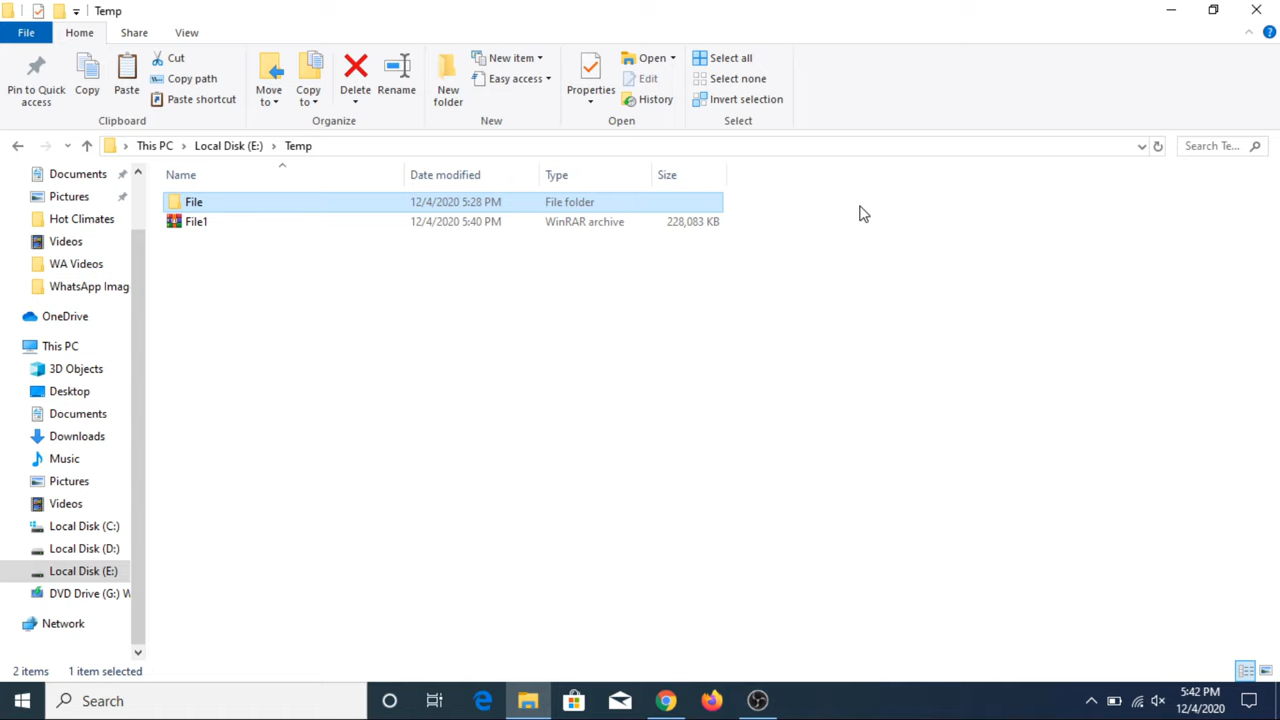 Temp
File Home Share View
Pin to Quick access
Copy
Paste
Cut
Copy path
Paste shortcut
Clipboard
Move to
Copy to
Delete
Rename
Organize
New folder
New item
Easy access
New
Properties
Open
Edit
History
Open
Select all
Select none
Invert selection
Select
This PC > Local Disk (E:) > Temp
Search Te...
Name Date modified Type Size
File 12/4/2020 5:28 PM File folder
File1 12/4/2020 5:40 PM WinRAR archive 228,083 KB
Documents
Pictures
Hot Climates
Videos
WA Videos
WhatsApp Imag
OneDrive
This PC
3D Objects
Desktop
Documents
Downloads
Music
Pictures
Videos
Local Disk (C:)
Local Disk (D:)
Local Disk (E:)
DVD Drive (G:) W
Network
2 items 1 item selected
Search
5:42 PM
12/4/2020